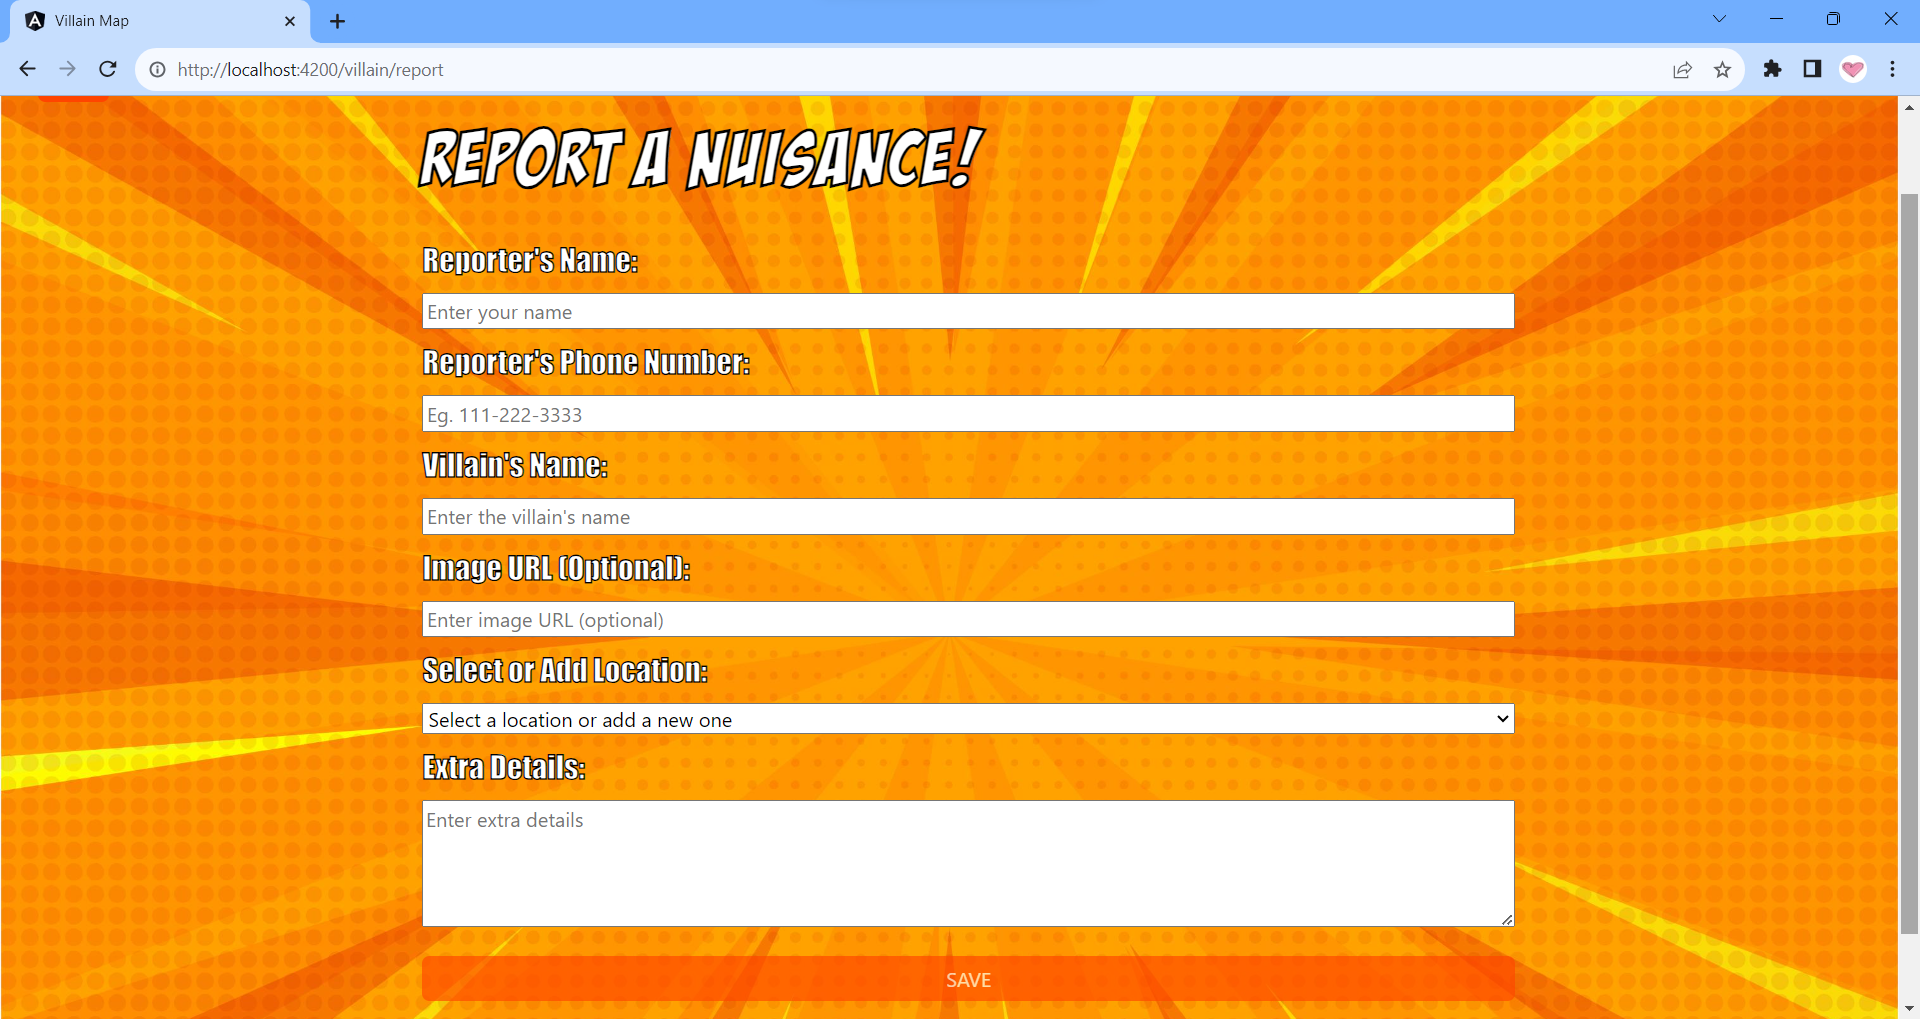 Villain Map
http://localhost:4200/villain/report
REPORT A NUISANCE!
Reporter's Name:
Enter your name
Reporter's Phone Number:
Eg. 111-222-3333
Villain's Name:
Enter the villain's name
Image URL (Optional):
Enter image URL (optional)
Select or Add Location:
Select a location or add a new one
Extra Details:
Enter extra details
SAVE